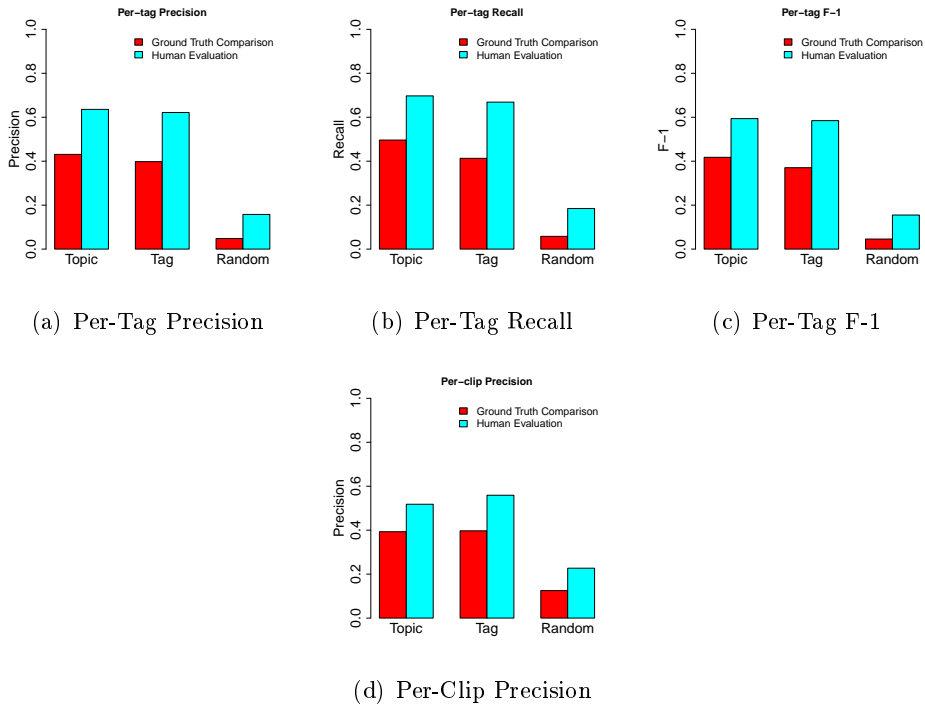 Per−tag Precision
Ground Truth Comparison
Human Evaluation
Precision
0.0 0.2 0.4 0.6 0.8 1.0
Topic Tag Random
(a) Per-Tag Precision
Per−tag Recall
Ground Truth Comparison
Human Evaluation
Recall
0.0 0.2 0.4 0.6 0.8 1.0
Topic Tag Random
(b) Per-Tag Recall
Per−tag F−1
Ground Truth Comparison
Human Evaluation
F−1
0.0 0.2 0.4 0.6 0.8 1.0
Topic Tag Random
(c) Per-Tag F-1
Per−clip Precision
Ground Truth Comparison
Human Evaluation
Precision
0.0 0.2 0.4 0.6 0.8 1.0
Topic Tag Random
(d) Per-Clip Precision